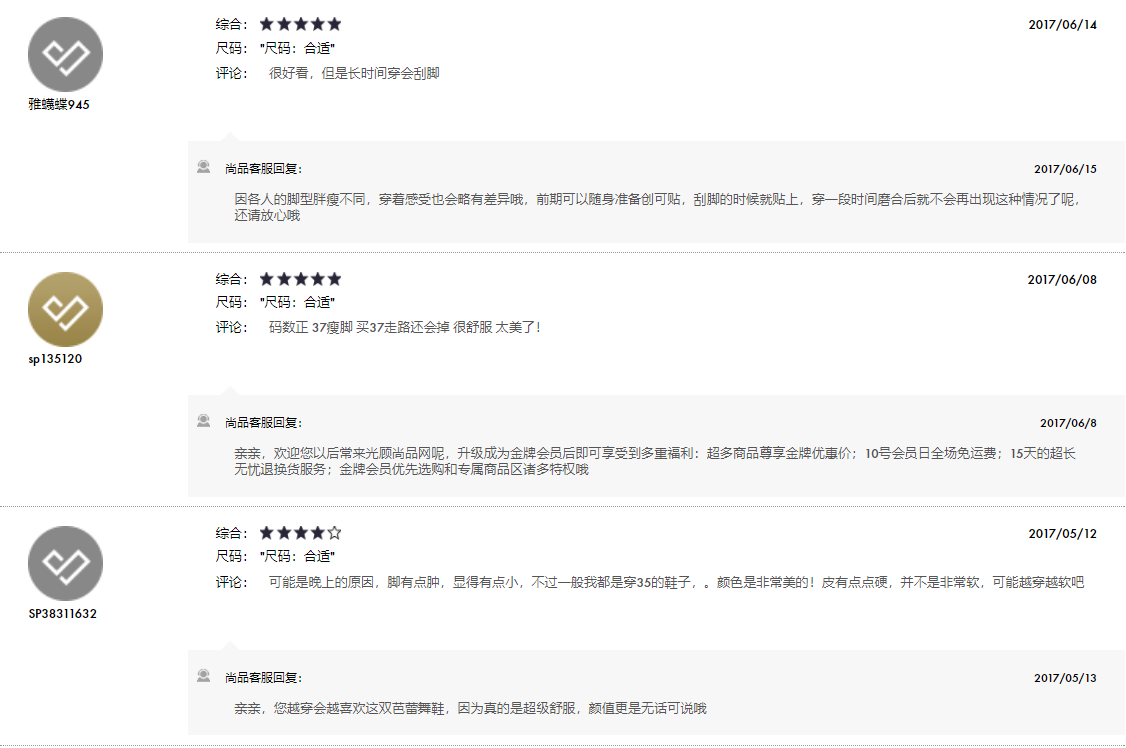 综合： 2017/06/14
尺码： "尺码：合适"
评论： 很好看，但是长时间穿会刮脚
雅蠛蝶945
尚品客服回复： 2017/06/15
因各人的脚型胖瘦不同，穿着感受也会略有差异哦，前期可以随身准备创可贴，刮脚的时候就贴上，穿一段时间磨合后就不会再出现这种情况了呢，
还请放心哦
综合： 2017/06/08
尺码： "尺码：合适"
评论： 码数正 37瘦脚 买37走路还会掉 很舒服 太美了！
sp135120
尚品客服回复： 2017/06/8
亲亲，欢迎您以后常来光顾尚品网呢，升级成为金牌会员后即可享受到多重福利：超多商品尊享金牌优惠价；10号会员日全场免运费；15天的超长
无忧退换货服务；金牌会员优先选购和专属商品区诸多特权哦
综合： 2017/05/12
尺码： "尺码：合适"
评论： 可能是晚上的原因，脚有点肿，显得有点小，不过一般我都是穿35的鞋子，。颜色是非常美的！皮有点点硬，并不是非常软，可能越穿越软吧
SP38311632
尚品客服回复： 2017/05/13
亲亲，您越穿会越喜欢这双芭蕾舞鞋，因为真的是超级舒服，颜值更是无话可说哦